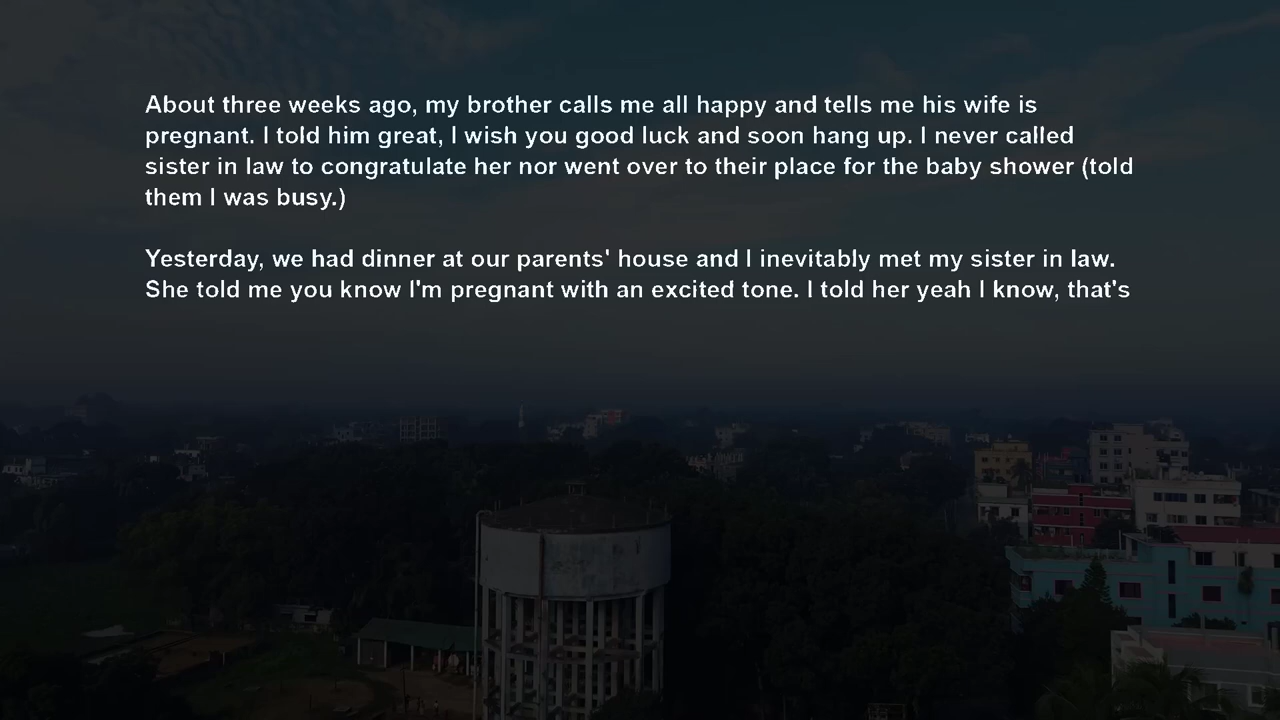 About three weeks ago, my brother calls me all happy and tells me his wife is
pregnant. I told him great, I wish you good luck and soon hang up. I never called
sister in law to congratulate her nor went over to their place for the baby shower (told
them I was busy.)
Yesterday, we had dinner at our parents' house and I inevitably met my sister in law.
She told me you know I'm pregnant with an excited tone. I told her yeah I know, that's